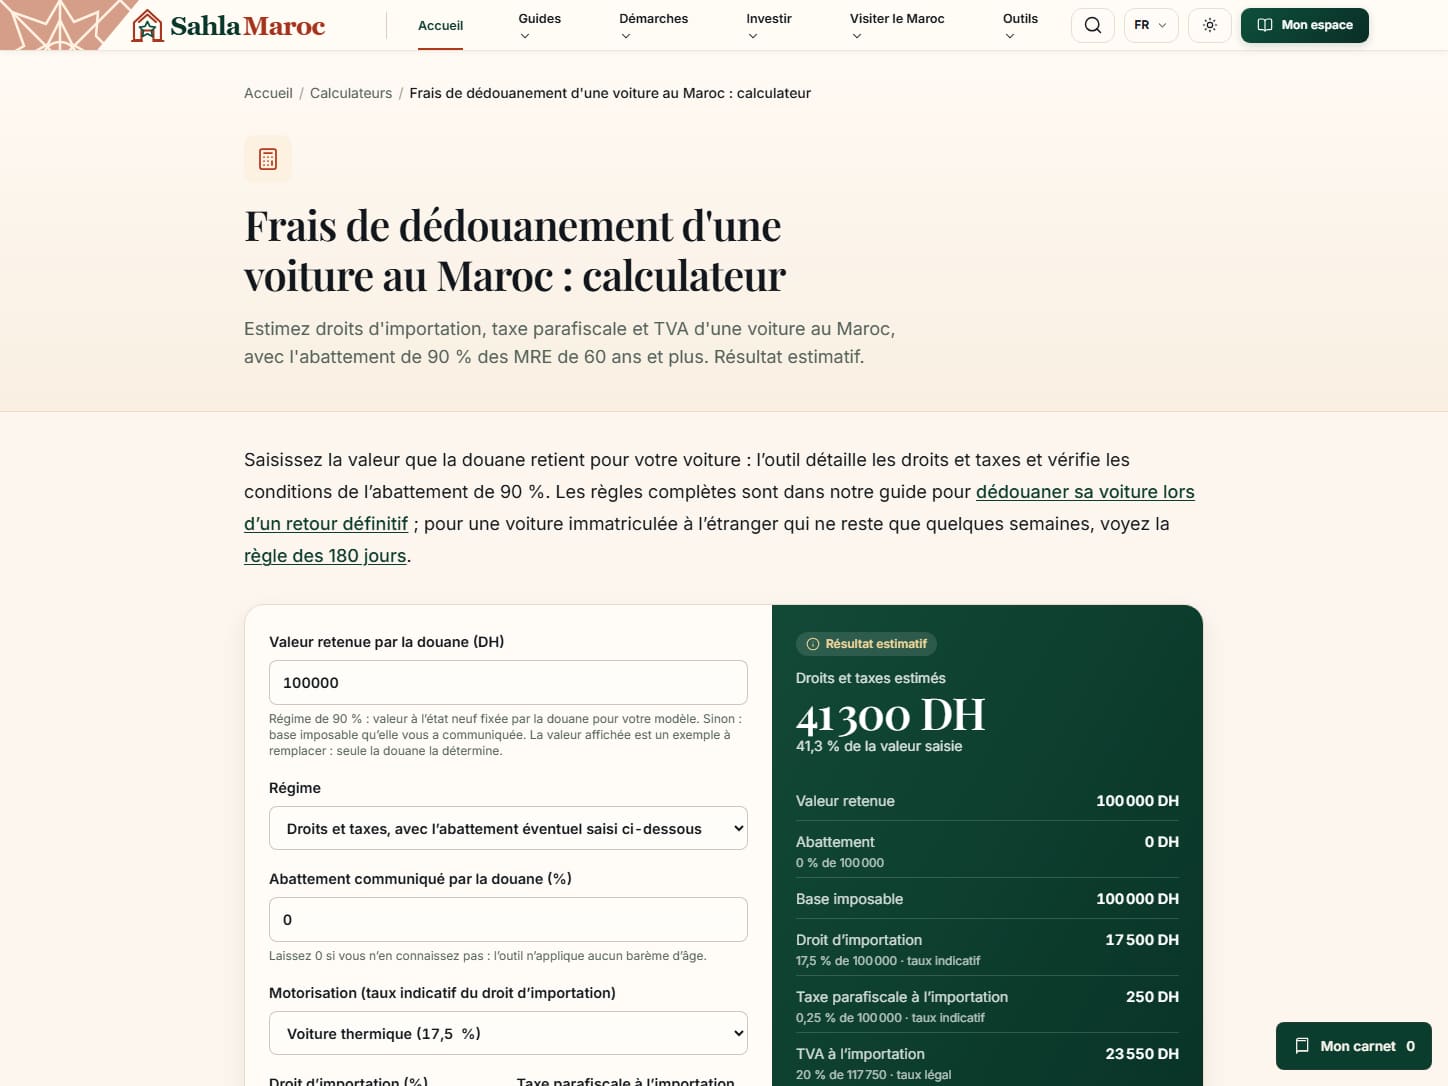 Sahla Maroc
Accueil
Guides
Démarches
Investir
Visiter le Maroc
Outils
FR
Mon espace
Accueil / Calculateurs / Frais de dédouanement d'une voiture au Maroc : calculateur
Frais de dédouanement d'une
voiture au Maroc : calculateur
Estimez droits d'importation, taxe parafiscale et TVA d'une voiture au Maroc,
avec l'abattement de 90 % des MRE de 60 ans et plus. Résultat estimatif.
Saisissez la valeur que la douane retient pour votre voiture : l’outil détaille les droits et taxes et vérifie les
conditions de l’abattement de 90 %. Les règles complètes sont dans notre guide pour dédouaner sa voiture lors
d’un retour définitif ; pour une voiture immatriculée à l’étranger qui ne reste que quelques semaines, voyez la
règle des 180 jours.
Valeur retenue par la douane (DH)
100000
Régime de 90 % : valeur à l’état neuf fixée par la douane pour votre modèle. Sinon :
base imposable qu’elle vous a communiquée. La valeur affichée est un exemple à
remplacer : seule la douane la détermine.
Régime
Droits et taxes, avec l’abattement éventuel saisi ci-dessous
Abattement communiqué par la douane (%)
0
Laissez 0 si vous n’en connaissez pas : l’outil n’applique aucun barème d’âge.
Motorisation (taux indicatif du droit d’importation)
Voiture thermique (17,5 %)
Droit d’importation (%)
Taxe parafiscale à l’importation
Résultat estimatif
Droits et taxes estimés
41 300 DH
41,3 % de la valeur saisie
Valeur retenue 100 000 DH
Abattement 0 DH
0 % de 100 000
Base imposable 100 000 DH
Droit d’importation 17 500 DH
17,5 % de 100 000 · taux indicatif
Taxe parafiscale à l’importation 250 DH
0,25 % de 100 000 · taux indicatif
TVA à l’importation 23 550 DH
20 % de 117 750 · taux légal
Mon carnet 0